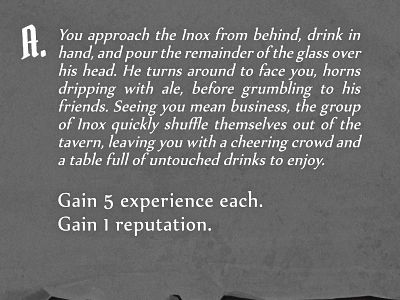 A. You approach the Inox from behind, drink in
hand, and pour the remainder of the glass over
his head. He turns around to face you, horns
dripping with ale, before grumbling to his
friends. Seeing you mean business, the group
of Inox quickly shuffle themselves out of the
tavern, leaving you with a cheering crowd and
a table full of untouched drinks to enjoy.
Gain 5 experience each.
Gain 1 reputation.